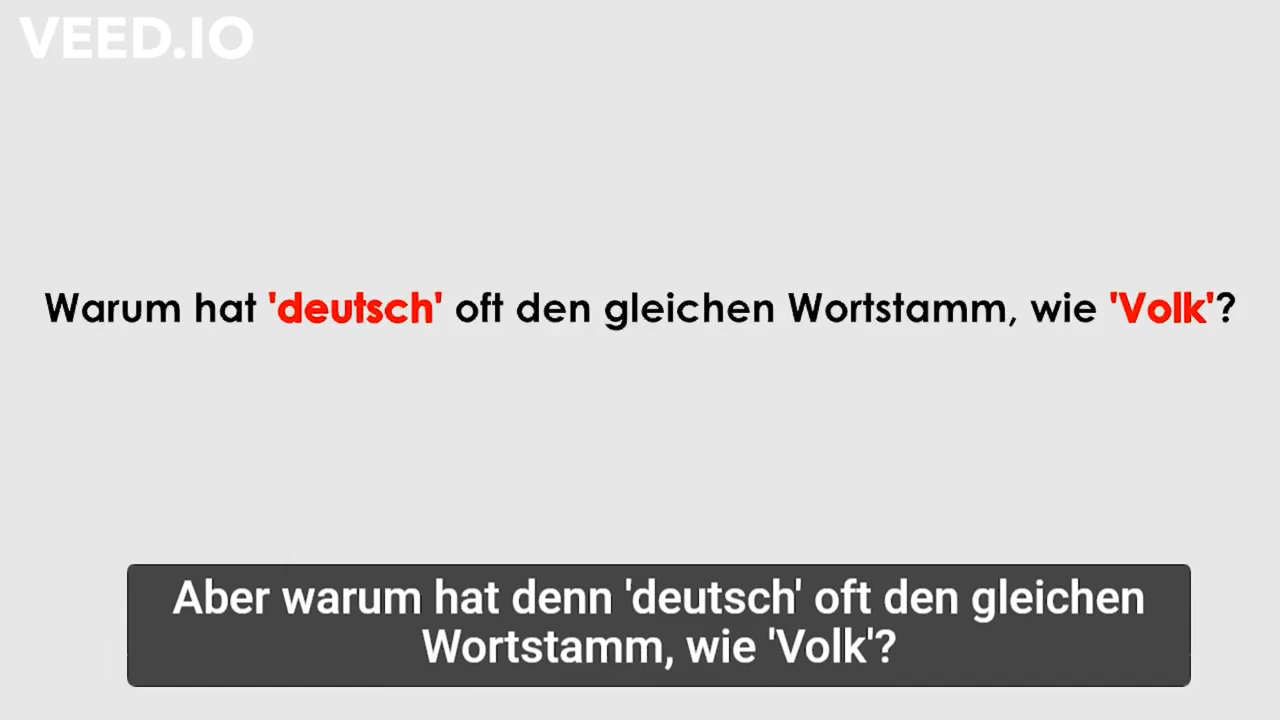 VEED.IO
Warum hat 'deutsch' oft den gleichen Wortstamm, wie 'Volk'?
Aber warum hat denn 'deutsch' oft den gleichen
Wortstamm, wie 'Volk'?